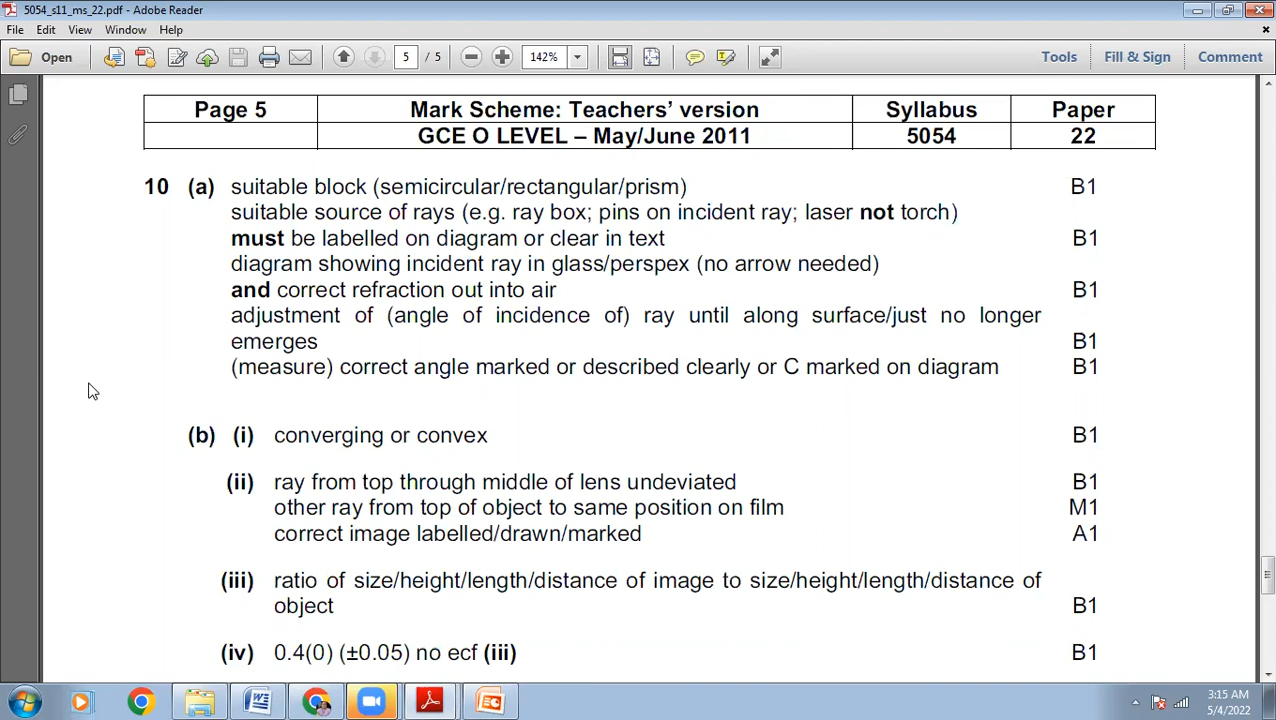 5054_s11_ms_22.pdf - Adobe Reader
File Edit View Window Help
Open 5 / 5 142% Tools Fill & Sign Comment
Page 5 Mark Scheme: Teachers' version Syllabus Paper
GCE O LEVEL – May/June 2011 5054 22
10 (a) suitable block (semicircular/rectangular/prism) B1
suitable source of rays (e.g. ray box; pins on incident ray; laser not torch)
must be labelled on diagram or clear in text B1
diagram showing incident ray in glass/perspex (no arrow needed)
and correct refraction out into air B1
adjustment of (angle of incidence of) ray until along surface/just no longer
emerges B1
(measure) correct angle marked or described clearly or C marked on diagram B1
(b) (i) converging or convex B1
(ii) ray from top through middle of lens undeviated B1
other ray from top of object to same position on film M1
correct image labelled/drawn/marked A1
(iii) ratio of size/height/length/distance of image to size/height/length/distance of
object B1
(iv) 0.4(0) (±0.05) no ecf (iii) B1
3:15 AM
5/4/2022